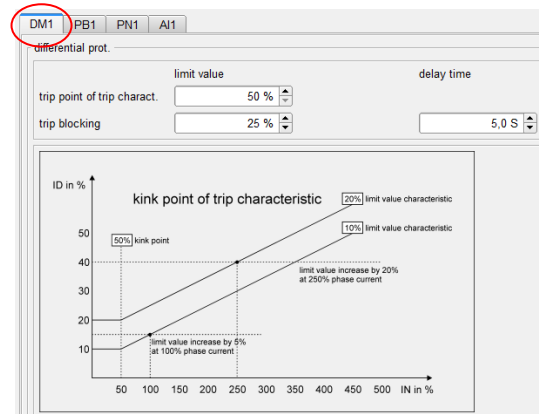 DM1 PB1 PN1 AI1
differential prot.
limit value delay time
trip point of trip charact. 50 %
trip blocking 25 % 5,0 S
ID in %
kink point of trip characteristic
20% limit value characteristic
10% limit value characteristic
50% kink point
limit value increase by 20%
at 250% phase current
limit value increase by 5%
at 100% phase current
50
40
30
20
10
50 100 150 200 250 300 350 400 450 500 IN in %